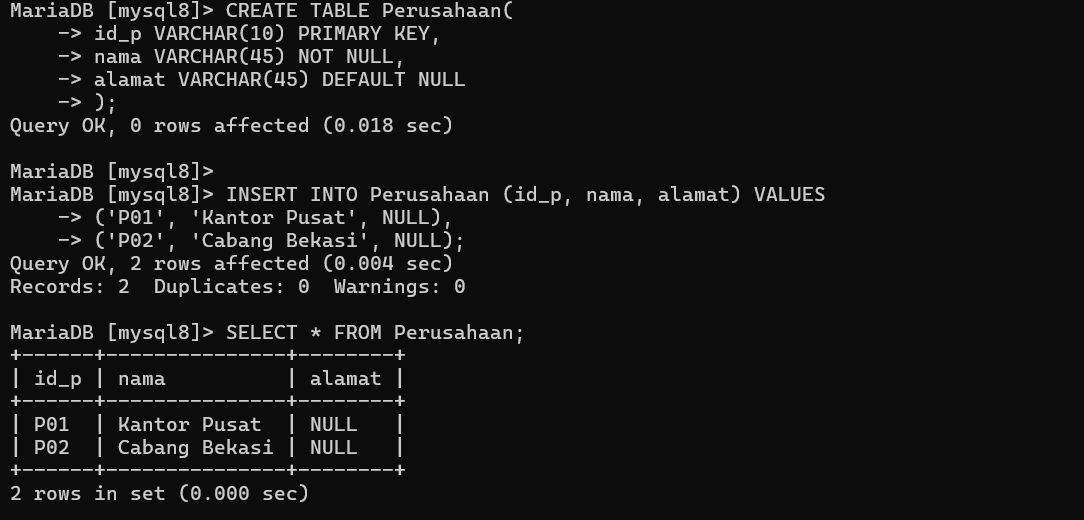 MariaDB [mysql8]> CREATE TABLE Perusahaan(
    -> id_p VARCHAR(10) PRIMARY KEY,
    -> nama VARCHAR(45) NOT NULL,
    -> alamat VARCHAR(45) DEFAULT NULL
    -> );
Query OK, 0 rows affected (0.018 sec)

MariaDB [mysql8]>
MariaDB [mysql8]> INSERT INTO Perusahaan (id_p, nama, alamat) VALUES
    -> ('P01', 'Kantor Pusat', NULL),
    -> ('P02', 'Cabang Bekasi', NULL);
Query OK, 2 rows affected (0.004 sec)
Records: 2  Duplicates: 0  Warnings: 0

MariaDB [mysql8]> SELECT * FROM Perusahaan;
+------+---------------+--------+
| id_p | nama          | alamat |
+------+---------------+--------+
| P01  | Kantor Pusat  | NULL   |
| P02  | Cabang Bekasi | NULL   |
+------+---------------+--------+
2 rows in set (0.000 sec)